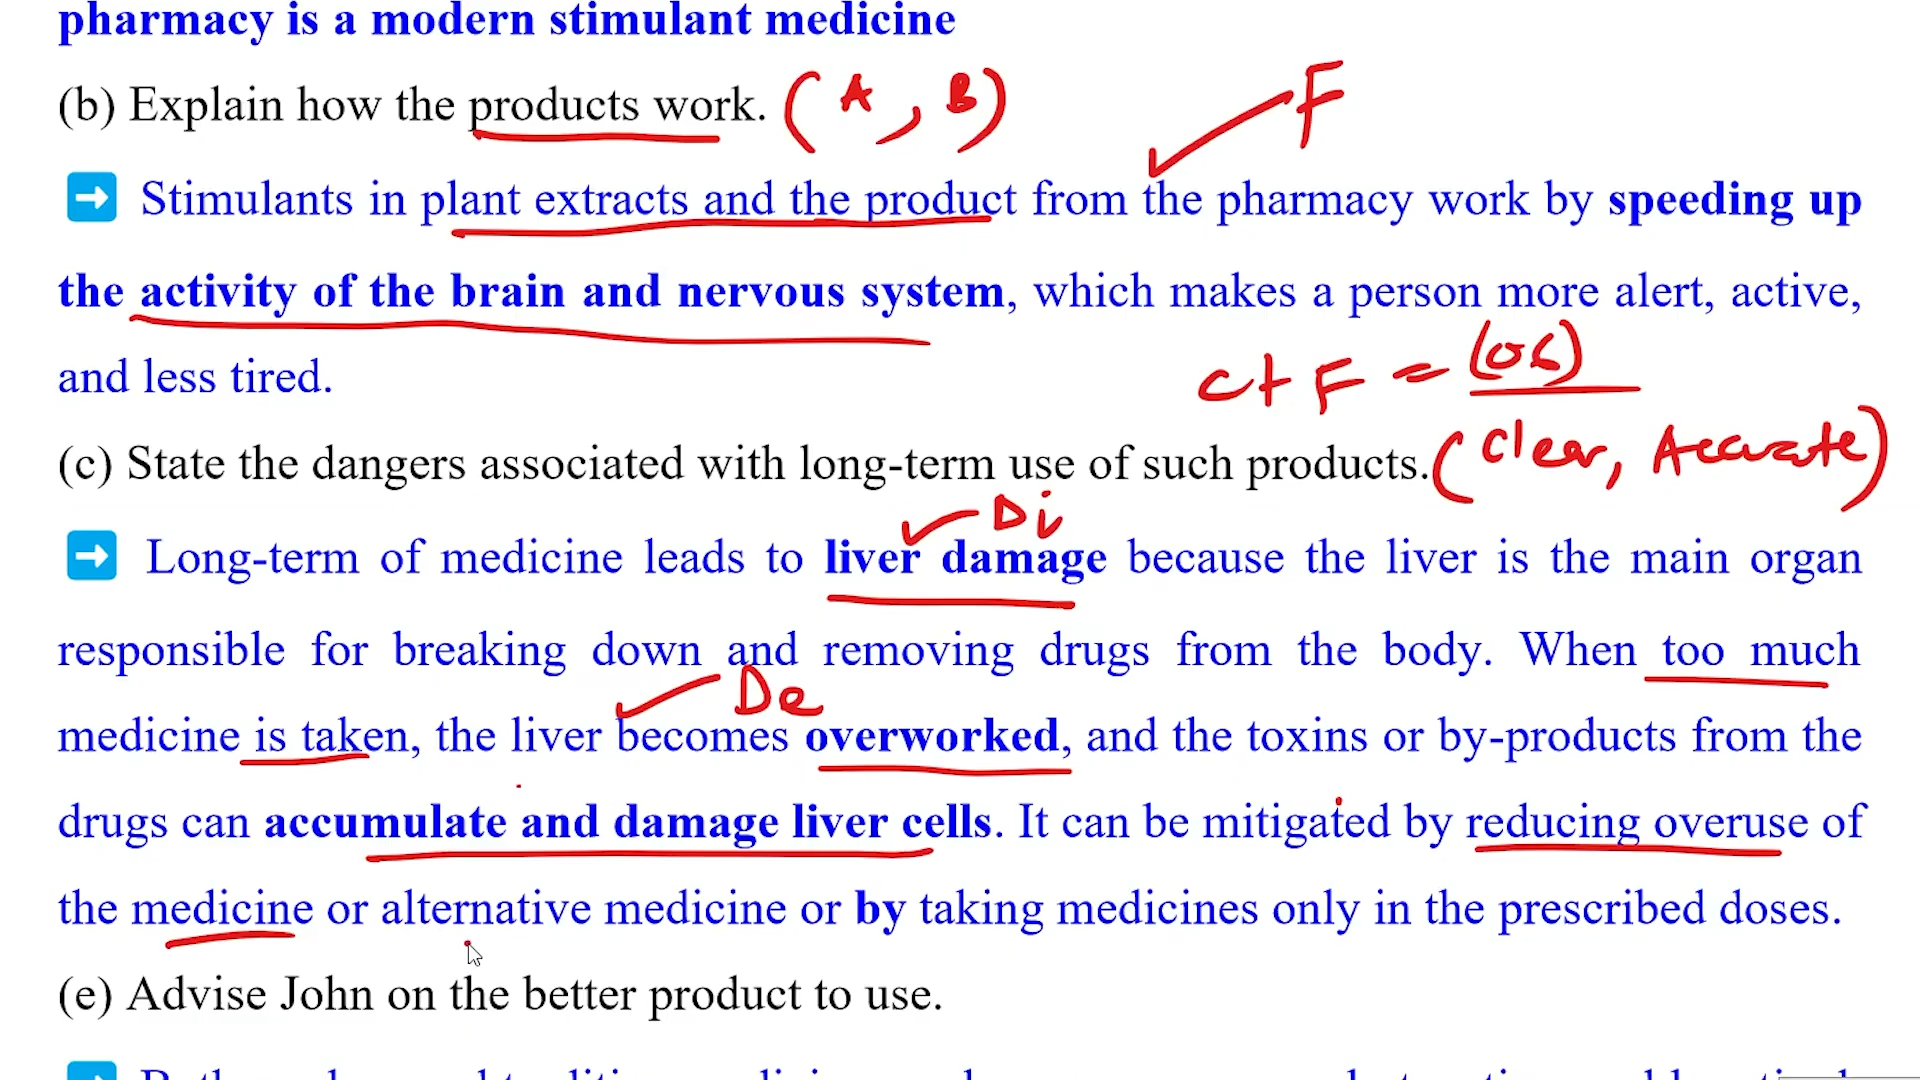 pharmacy is a modern stimulant medicine
(b) Explain how the products work. (A, B)
F
Stimulants in plant extracts and the product from the pharmacy work by speeding up
the activity of the brain and nervous system, which makes a person more alert, active,
and less tired.
C + F =
(c) State the dangers associated with long-term use of such products. (Clear, Accurate)
Di
Long-term of medicine leads to liver damage because the liver is the main organ
responsible for breaking down and removing drugs from the body. When too much
De
medicine is taken, the liver becomes overworked, and the toxins or by-products from the
drugs can accumulate and damage liver cells. It can be mitigated by reducing overuse of
the medicine or alternative medicine or by taking medicines only in the prescribed doses.
(e) Advise John on the better product to use.